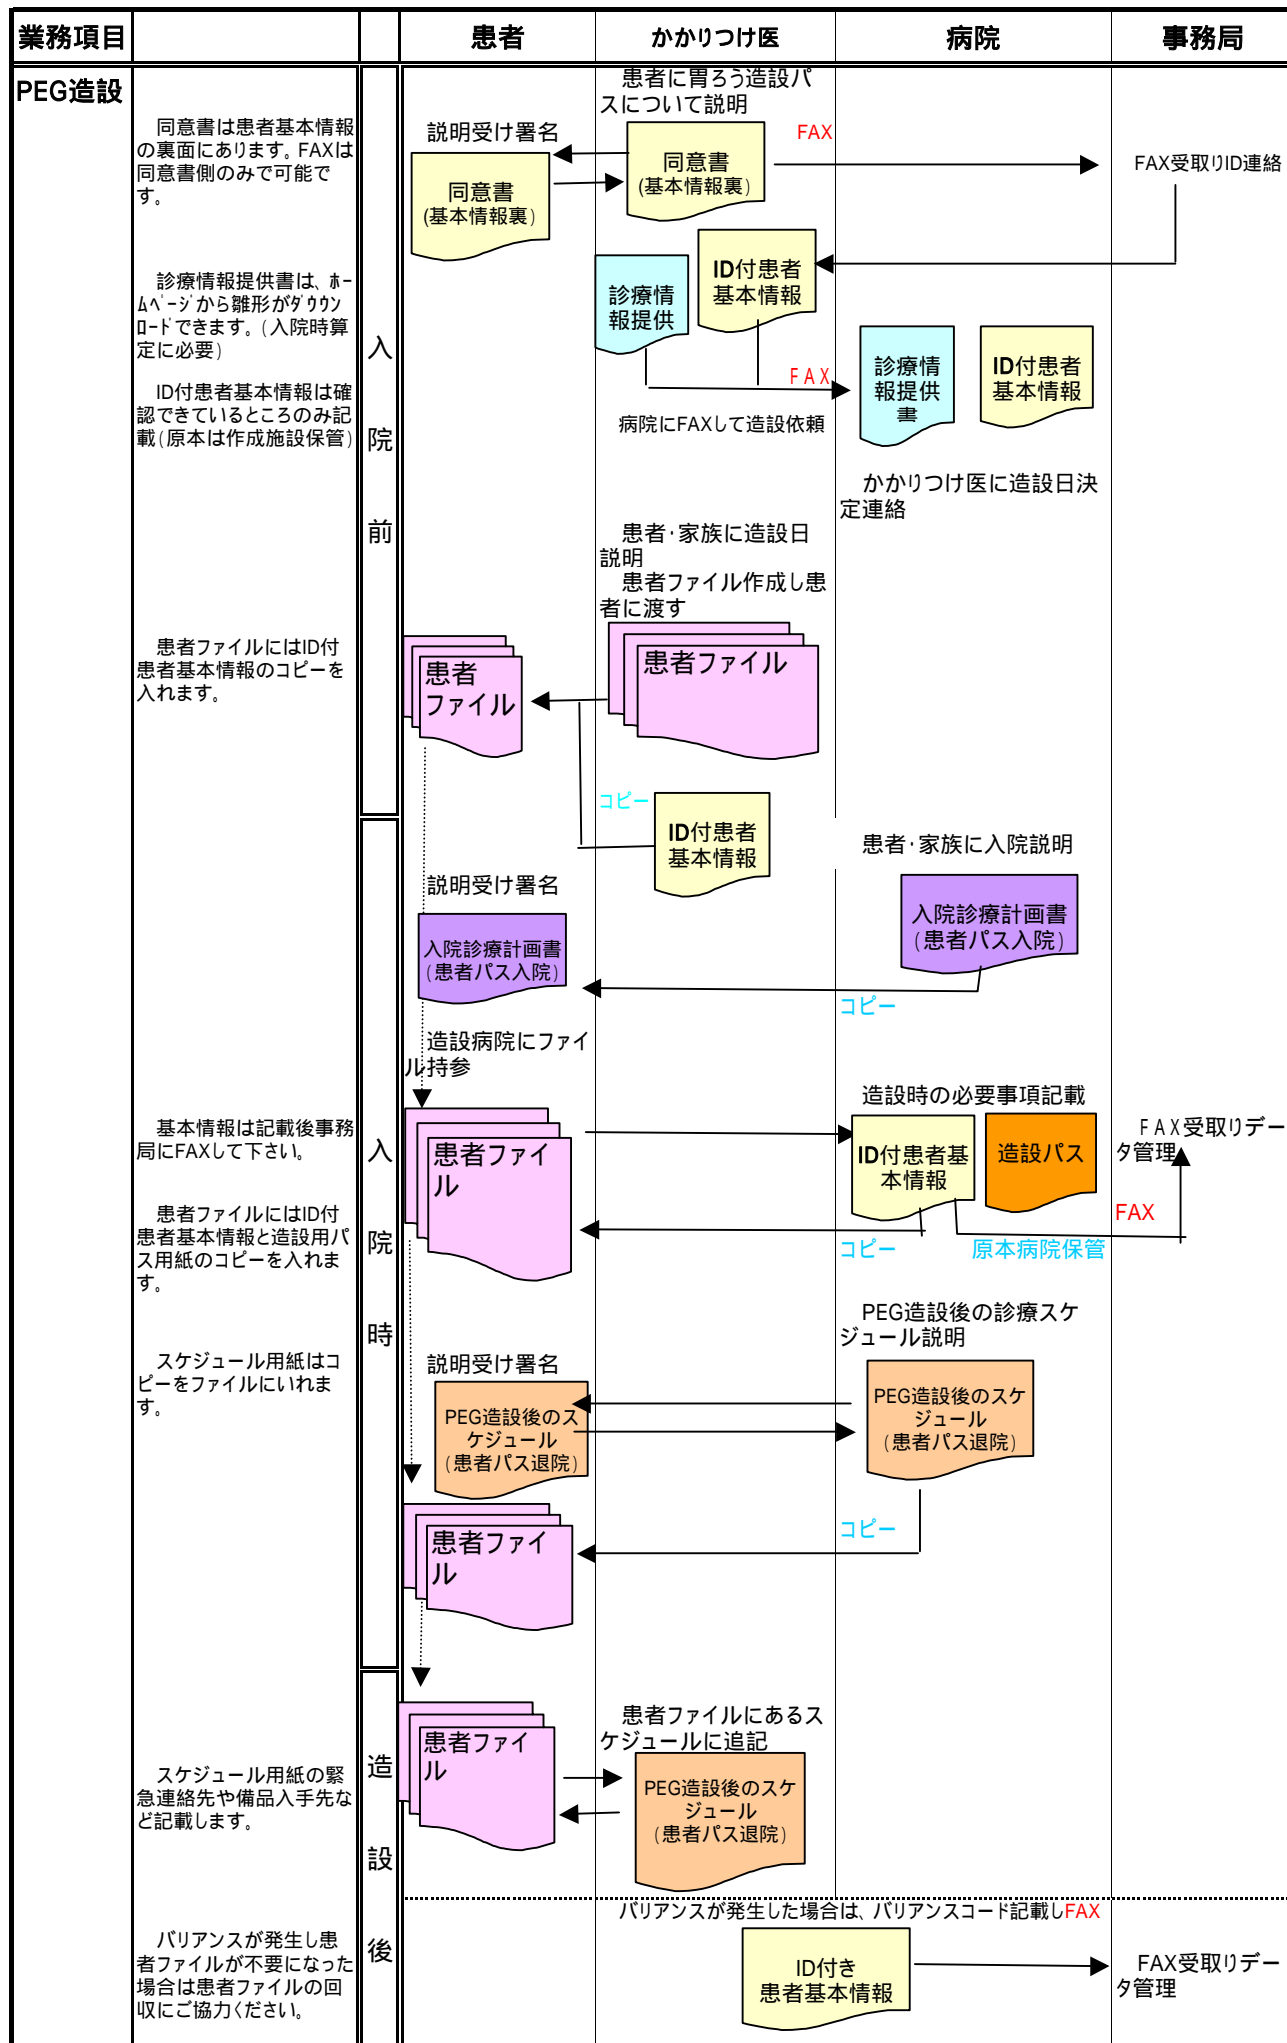 業務項目
患者
かかりつけ医
病院
事務局
PEG造設
同意書は患者基本情報
の裏面にあります。FAXは
同意書側のみで可能で
す。
患者に胃ろう造設パ
スについて説明
説明受け署名
FAX
同意書
(基本情報裏)
同意書
(基本情報裏)
FAX受取りID連絡
診療情報提供書は、ﾎｰ
ﾑﾍﾟｰｼﾞから雛形がﾀﾞｳｳﾝ
ﾛｰﾄﾞできます。(入院時算
定に必要)
ID付患者基本情報は確
認できているところのみ記
載(原本は作成施設保管)
入
院
前
診療情
報提供
ID付患者
基本情報
ＦＡＸ
病院にFAXして造設依頼
診療情
報提供
書
ID付患者
基本情報
かかりつけ医に造設日決
定連絡
患者・家族に造設日
説明
患者ファイル作成し患
者に渡す
患者ファイルにはID付
患者基本情報のコピーを
入れます。
患者
ファイル
患者ファイル
コピー
ID付患者
基本情報
患者・家族に入院説明
説明受け署名
入院診療計画書
(患者パス入院)
入院診療計画書
(患者パス入院)
コピー
造設病院にファイ
ル持参
入
院
時
基本情報は記載後事務
局にFAXして下さい。
患者ファイルにはID付
患者基本情報と造設用パ
ス用紙のコピーを入れま
す。
患者ファイ
ル
造設時の必要事項記載
ID付患者基
本情報
造設パス
ＦＡＸ受取りデー
タ管理
FAX
コピー
原本病院保管
PEG造設後の診療スケ
ジュール説明
スケジュール用紙はコ
ピーをファイルにいれま
す。
説明受け署名
PEG造設後のス
ケジュール
(患者パス退院)
PEG造設後のスケ
ジュール
(患者パス退院)
コピー
患者ファイ
ル
造
設
後
患者ファイルにあるス
ケジュールに追記
患者ファイ
ル
スケジュール用紙の緊
急連絡先や備品入手先な
ど記載します。
PEG造設後のスケ
ジュール
(患者パス退院)
バリアンスが発生した場合は、バリアンスコード記載しFAX
バリアンスが発生し患
者ファイルが不要になった
場合は患者ファイルの回
収にご協力ください。
ID付き
患者基本情報
FAX受取りデー
タ管理